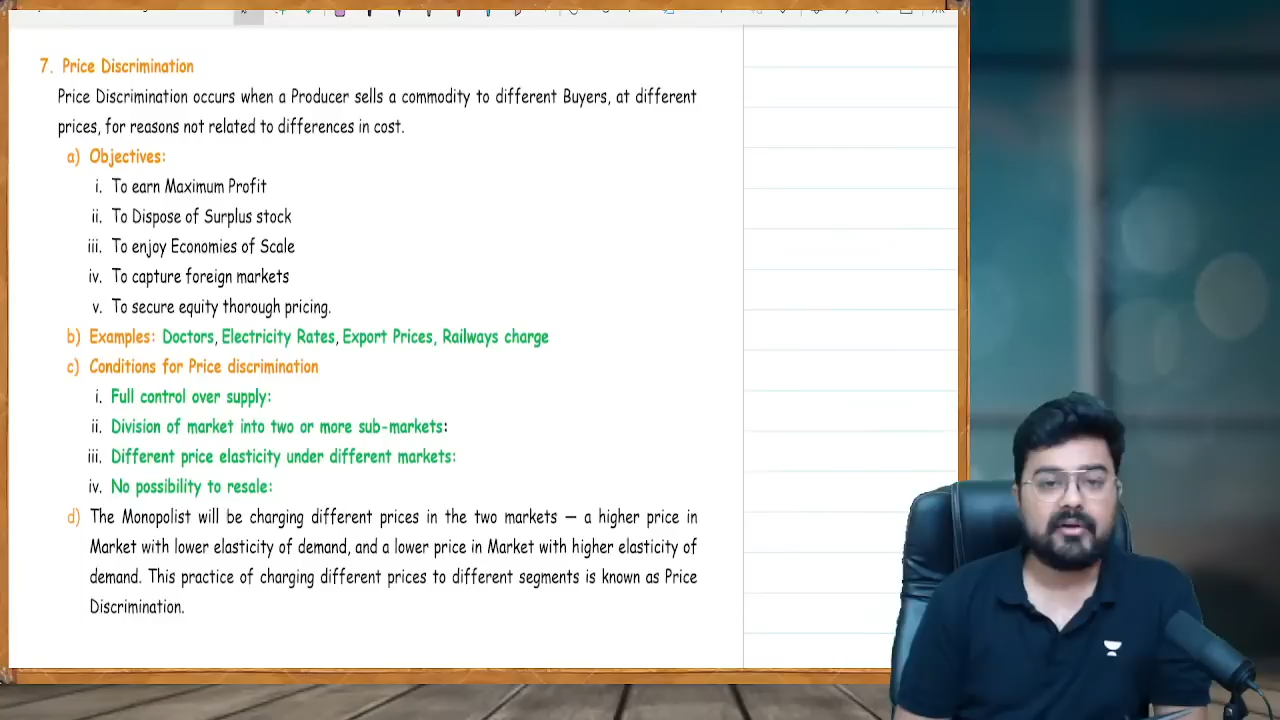 7. Price Discrimination
Price Discrimination occurs when a Producer sells a commodity to different Buyers, at different
prices, for reasons not related to differences in cost.
a) Objectives:
i. To earn Maximum Profit
ii. To Dispose of Surplus stock
iii. To enjoy Economies of Scale
iv. To capture foreign markets
v. To secure equity thorough pricing.
b) Examples: Doctors, Electricity Rates, Export Prices, Railways charge
c) Conditions for Price discrimination
i. Full control over supply:
ii. Division of market into two or more sub-markets:
iii. Different price elasticity under different markets:
iv. No possibility to resale:
d) The Monopolist will be charging different prices in the two markets — a higher price in
Market with lower elasticity of demand, and a lower price in Market with higher elasticity of
demand. This practice of charging different prices to different segments is known as Price
Discrimination.